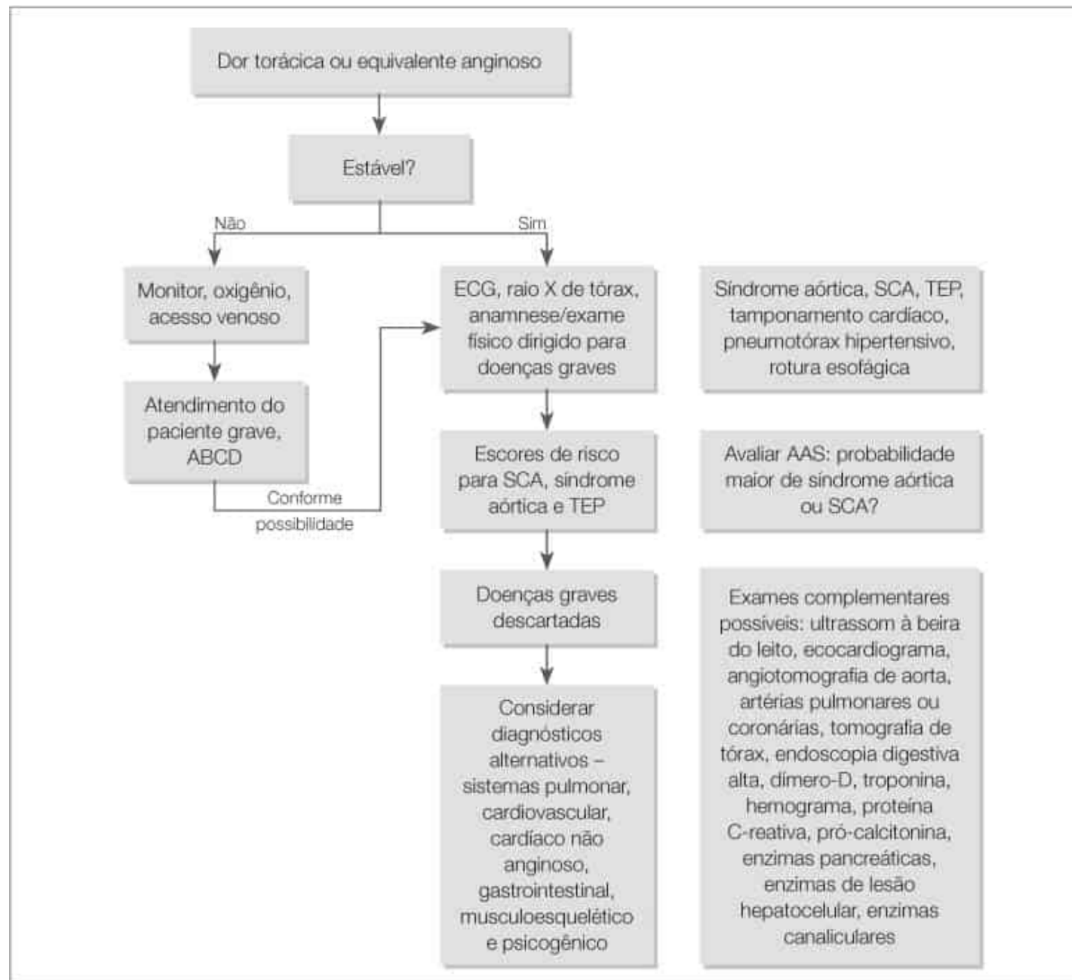 Dor torácica ou equivalente anginoso
Estável?
Não
Sim
Monitor, oxigênio,
acesso venoso
ECG, raio X de tórax,
anamnese/exame
físico dirigido para
doenças graves
Síndrome aórtica, SCA, TEP,
tamponamento cardíaco,
pneumotórax hipertensivo,
rotura esofágica
Atendimento do
paciente grave,
ABCD
Conforme
possibilidade
Escores de risco
para SCA, síndrome
aórtica e TEP
Avaliar AAS: probabilidade
maior de síndrome aórtica
ou SCA?
Doenças graves
descartadas
Considerar
diagnósticos
alternativos –
sistemas pulmonar,
cardiovascular,
cardíaco não
anginoso,
gastrointestinal,
musculoesquelético
e psicogênico
Exames complementares
possíveis: ultrassom à beira
do leito, ecocardiograma,
angiotomografia de aorta,
artérias pulmonares ou
coronárias, tomografia de
tórax, endoscopia digestiva
alta, dímero-D, troponina,
hemograma, proteína
C-reativa, pró-calcitonina,
enzimas pancreáticas,
enzimas de lesão
hepatocelular, enzimas
canaliculares